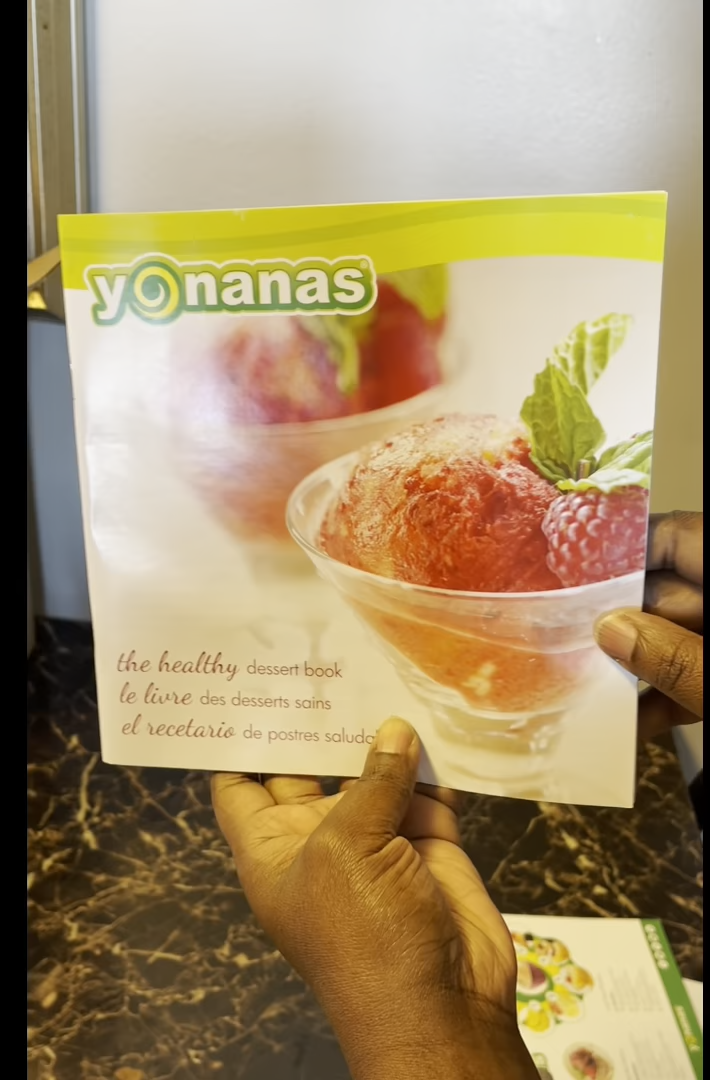 yonanas®
the healthy dessert book
le livre des desserts sains
el recetario de postres saluda